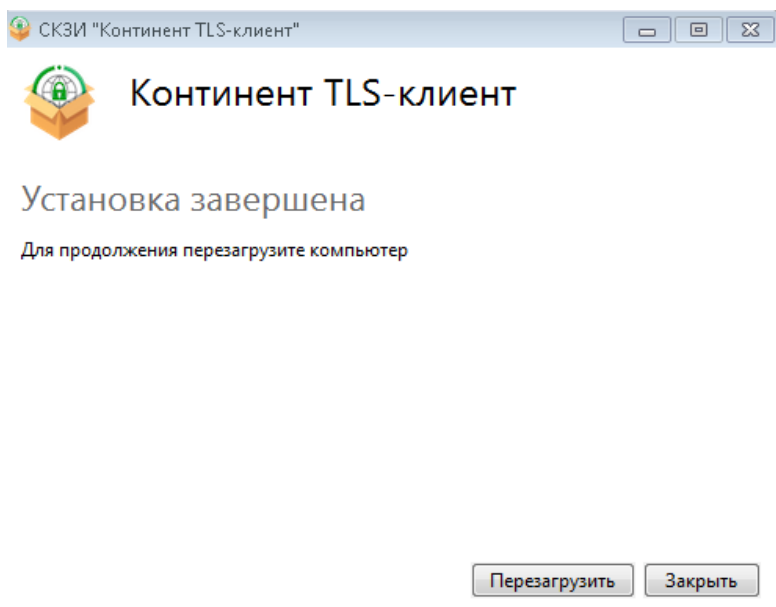 СКЗИ "Континент TLS-клиент"
Континент TLS-клиент
Установка завершена
Для продолжения перезагрузите компьютер
Перезагрузить Закрыть